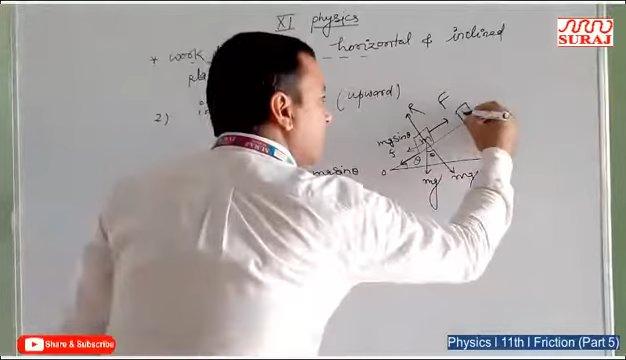 XI physics
* work horizontal & inclined
pla
2) (upward)
R F
mg sinθ
m
θ θ
mg sinθ o mg mg
SURAJ
Share & Subscribe
Physics I 11th I Friction (Part 5)